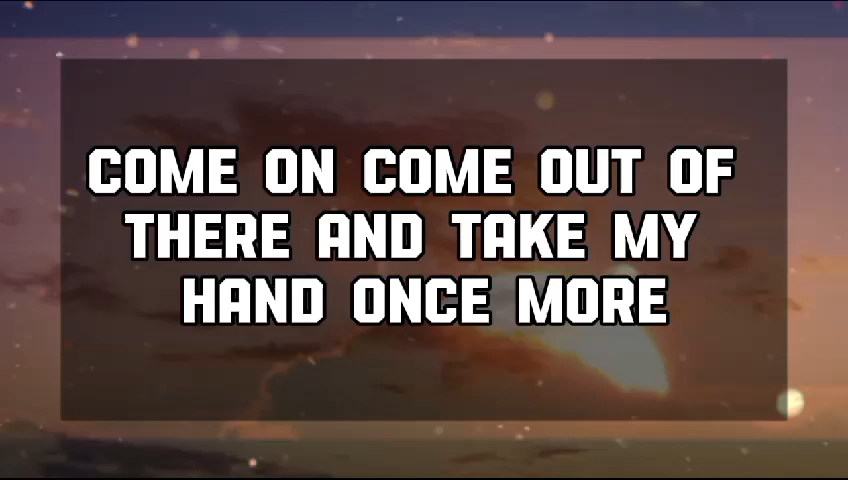 COME ON COME OUT OF
THERE AND TAKE MY
HAND ONCE MORE